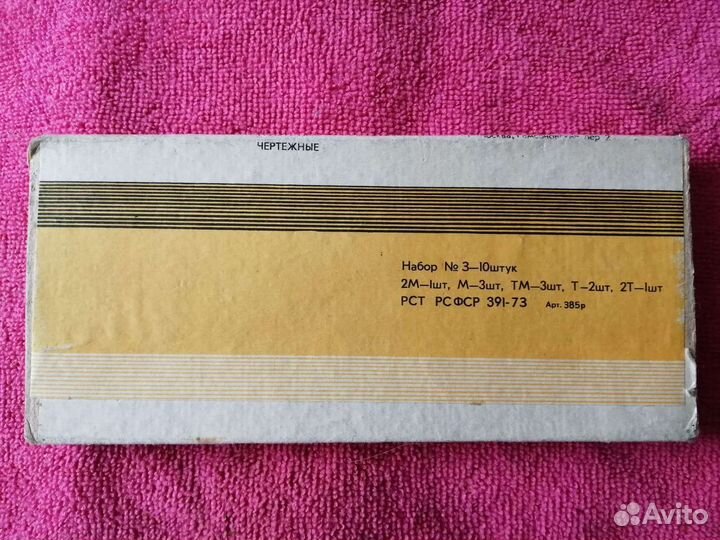 ЧЕРТЕЖНЫЕ
Набор № 3—10штук
2М—1шт, М—3шт, ТМ—3шт, Т—2шт, 2Т—1шт
РСТ РСФСР 391-73 Арт. 385р
Avito